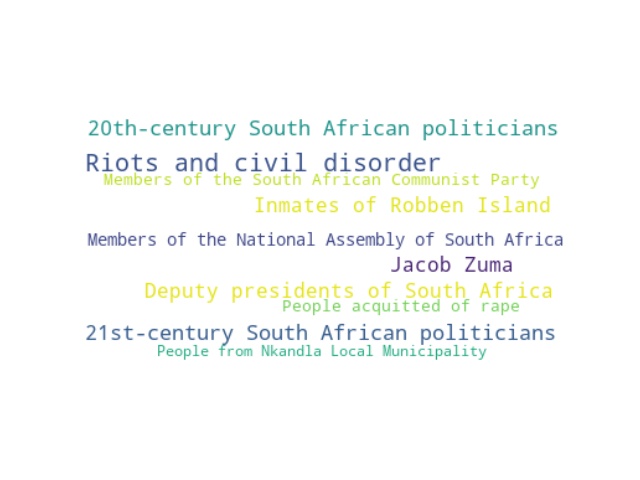 20th-century South African politicians
Riots and civil disorder
Members of the South African Communist Party
Inmates of Robben Island
Members of the National Assembly of South Africa
Jacob Zuma
Deputy presidents of South Africa
People acquitted of rape
21st-century South African politicians
People from Nkandla Local Municipality